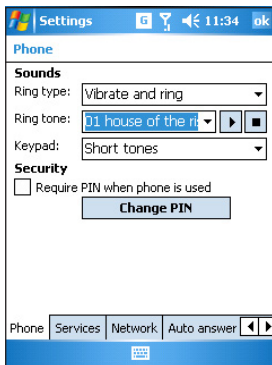 Settings G 11:34 ok
Phone
Sounds
Ring type: Vibrate and ring
Ring tone: 01 house of the ri
Keypad: Short tones
Security
Require PIN when phone is used
Change PIN
Phone Services Network Auto answer